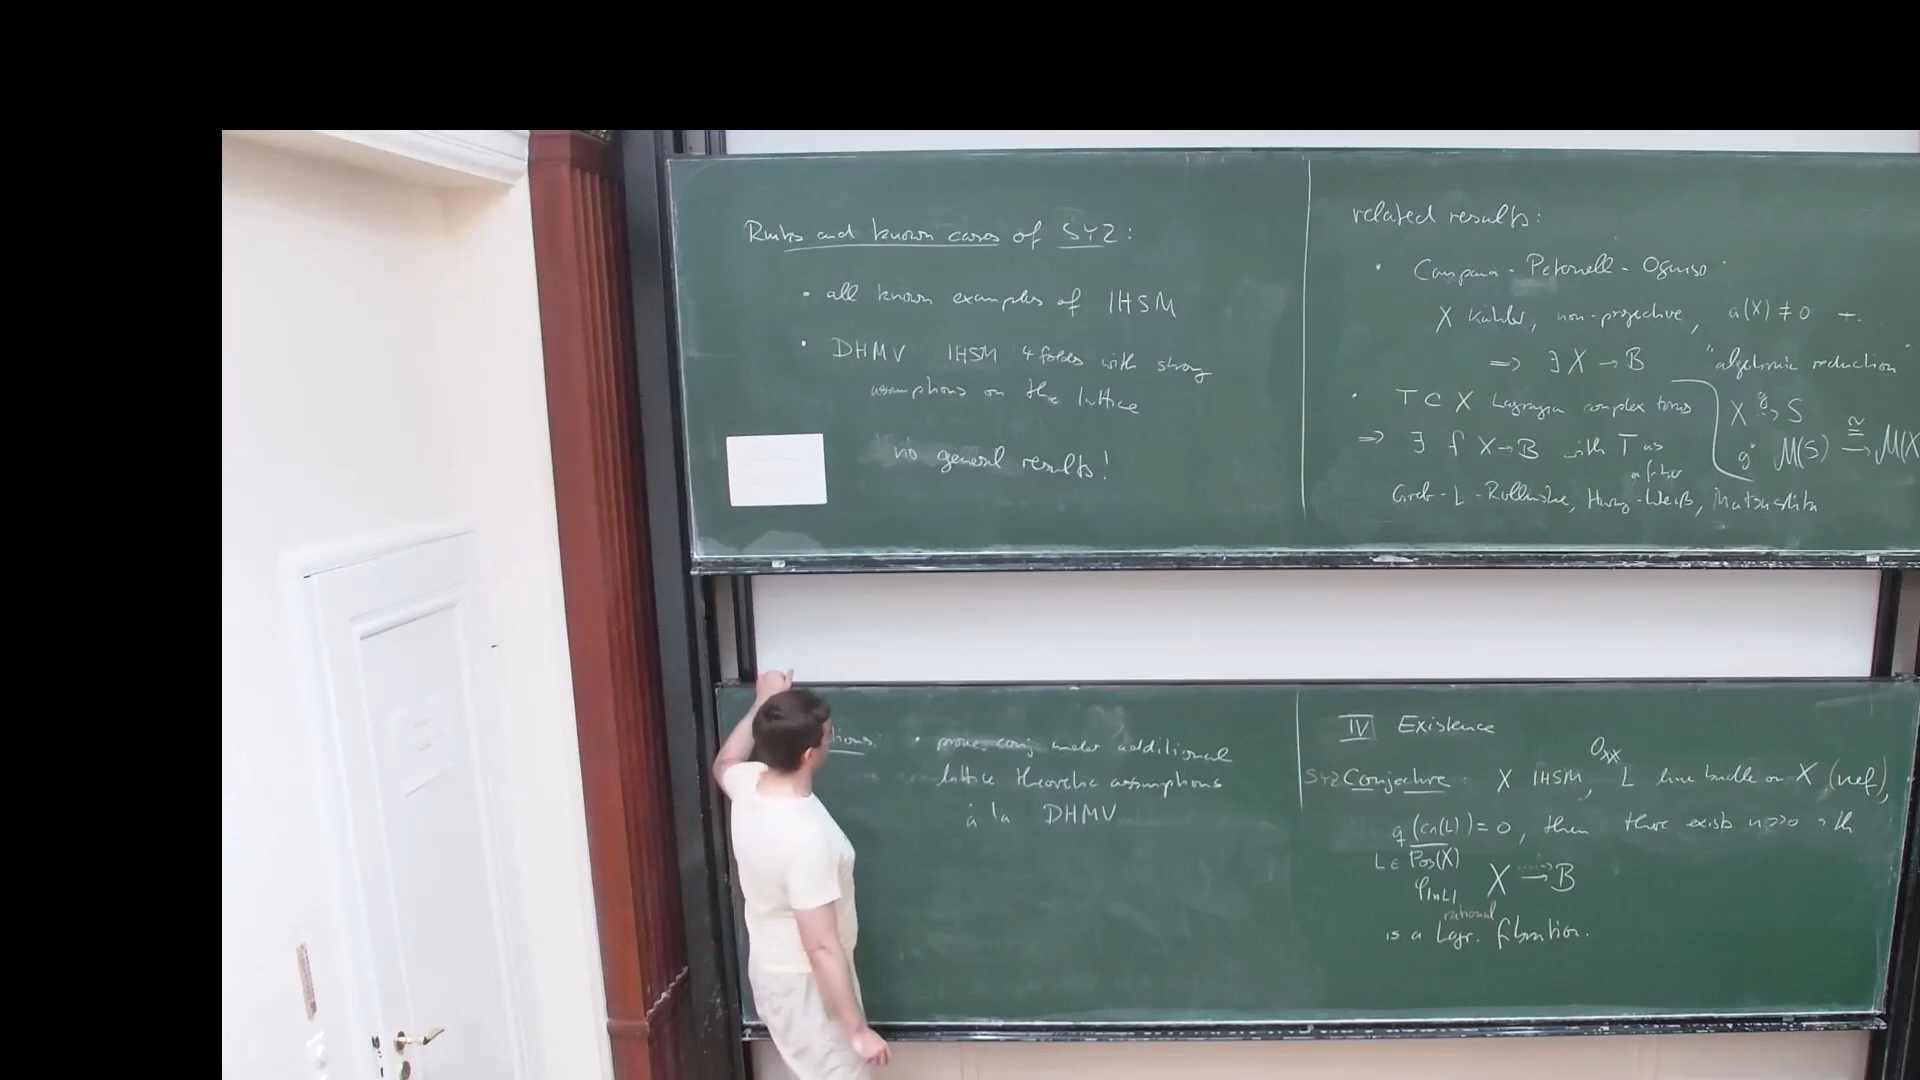 Rmks and known cases of SYZ:
• all known examples of IHSM
• DHMV IHSM 4folds with strong
assumptions on the lattice
no general results!
related results:
• Campana - Peternell - Oguiso
X Kähler, non-projective, a(X) ≠ 0
⇒ ∃ X → B "algebraic reduction"
• T ⊂ X Lagrangian complex torus
⇒ ∃ f X → B with T as
a fiber
X ⇢ S
g* M(S) ≅→ M(X
Greb - L - Rollenske, Hwang - Weiß, Matsushita
• prove conj under additional
lattice theoretic assumptions
à la DHMV
IV Existence
SYZ Conjecture: X IHSM, L line bundle on X (nef),
q(c₁(L)) = 0, then there exists n>>0
L ∈ Pos(X)
φ|nL| X → B
rational
is a Lagr. fibration.